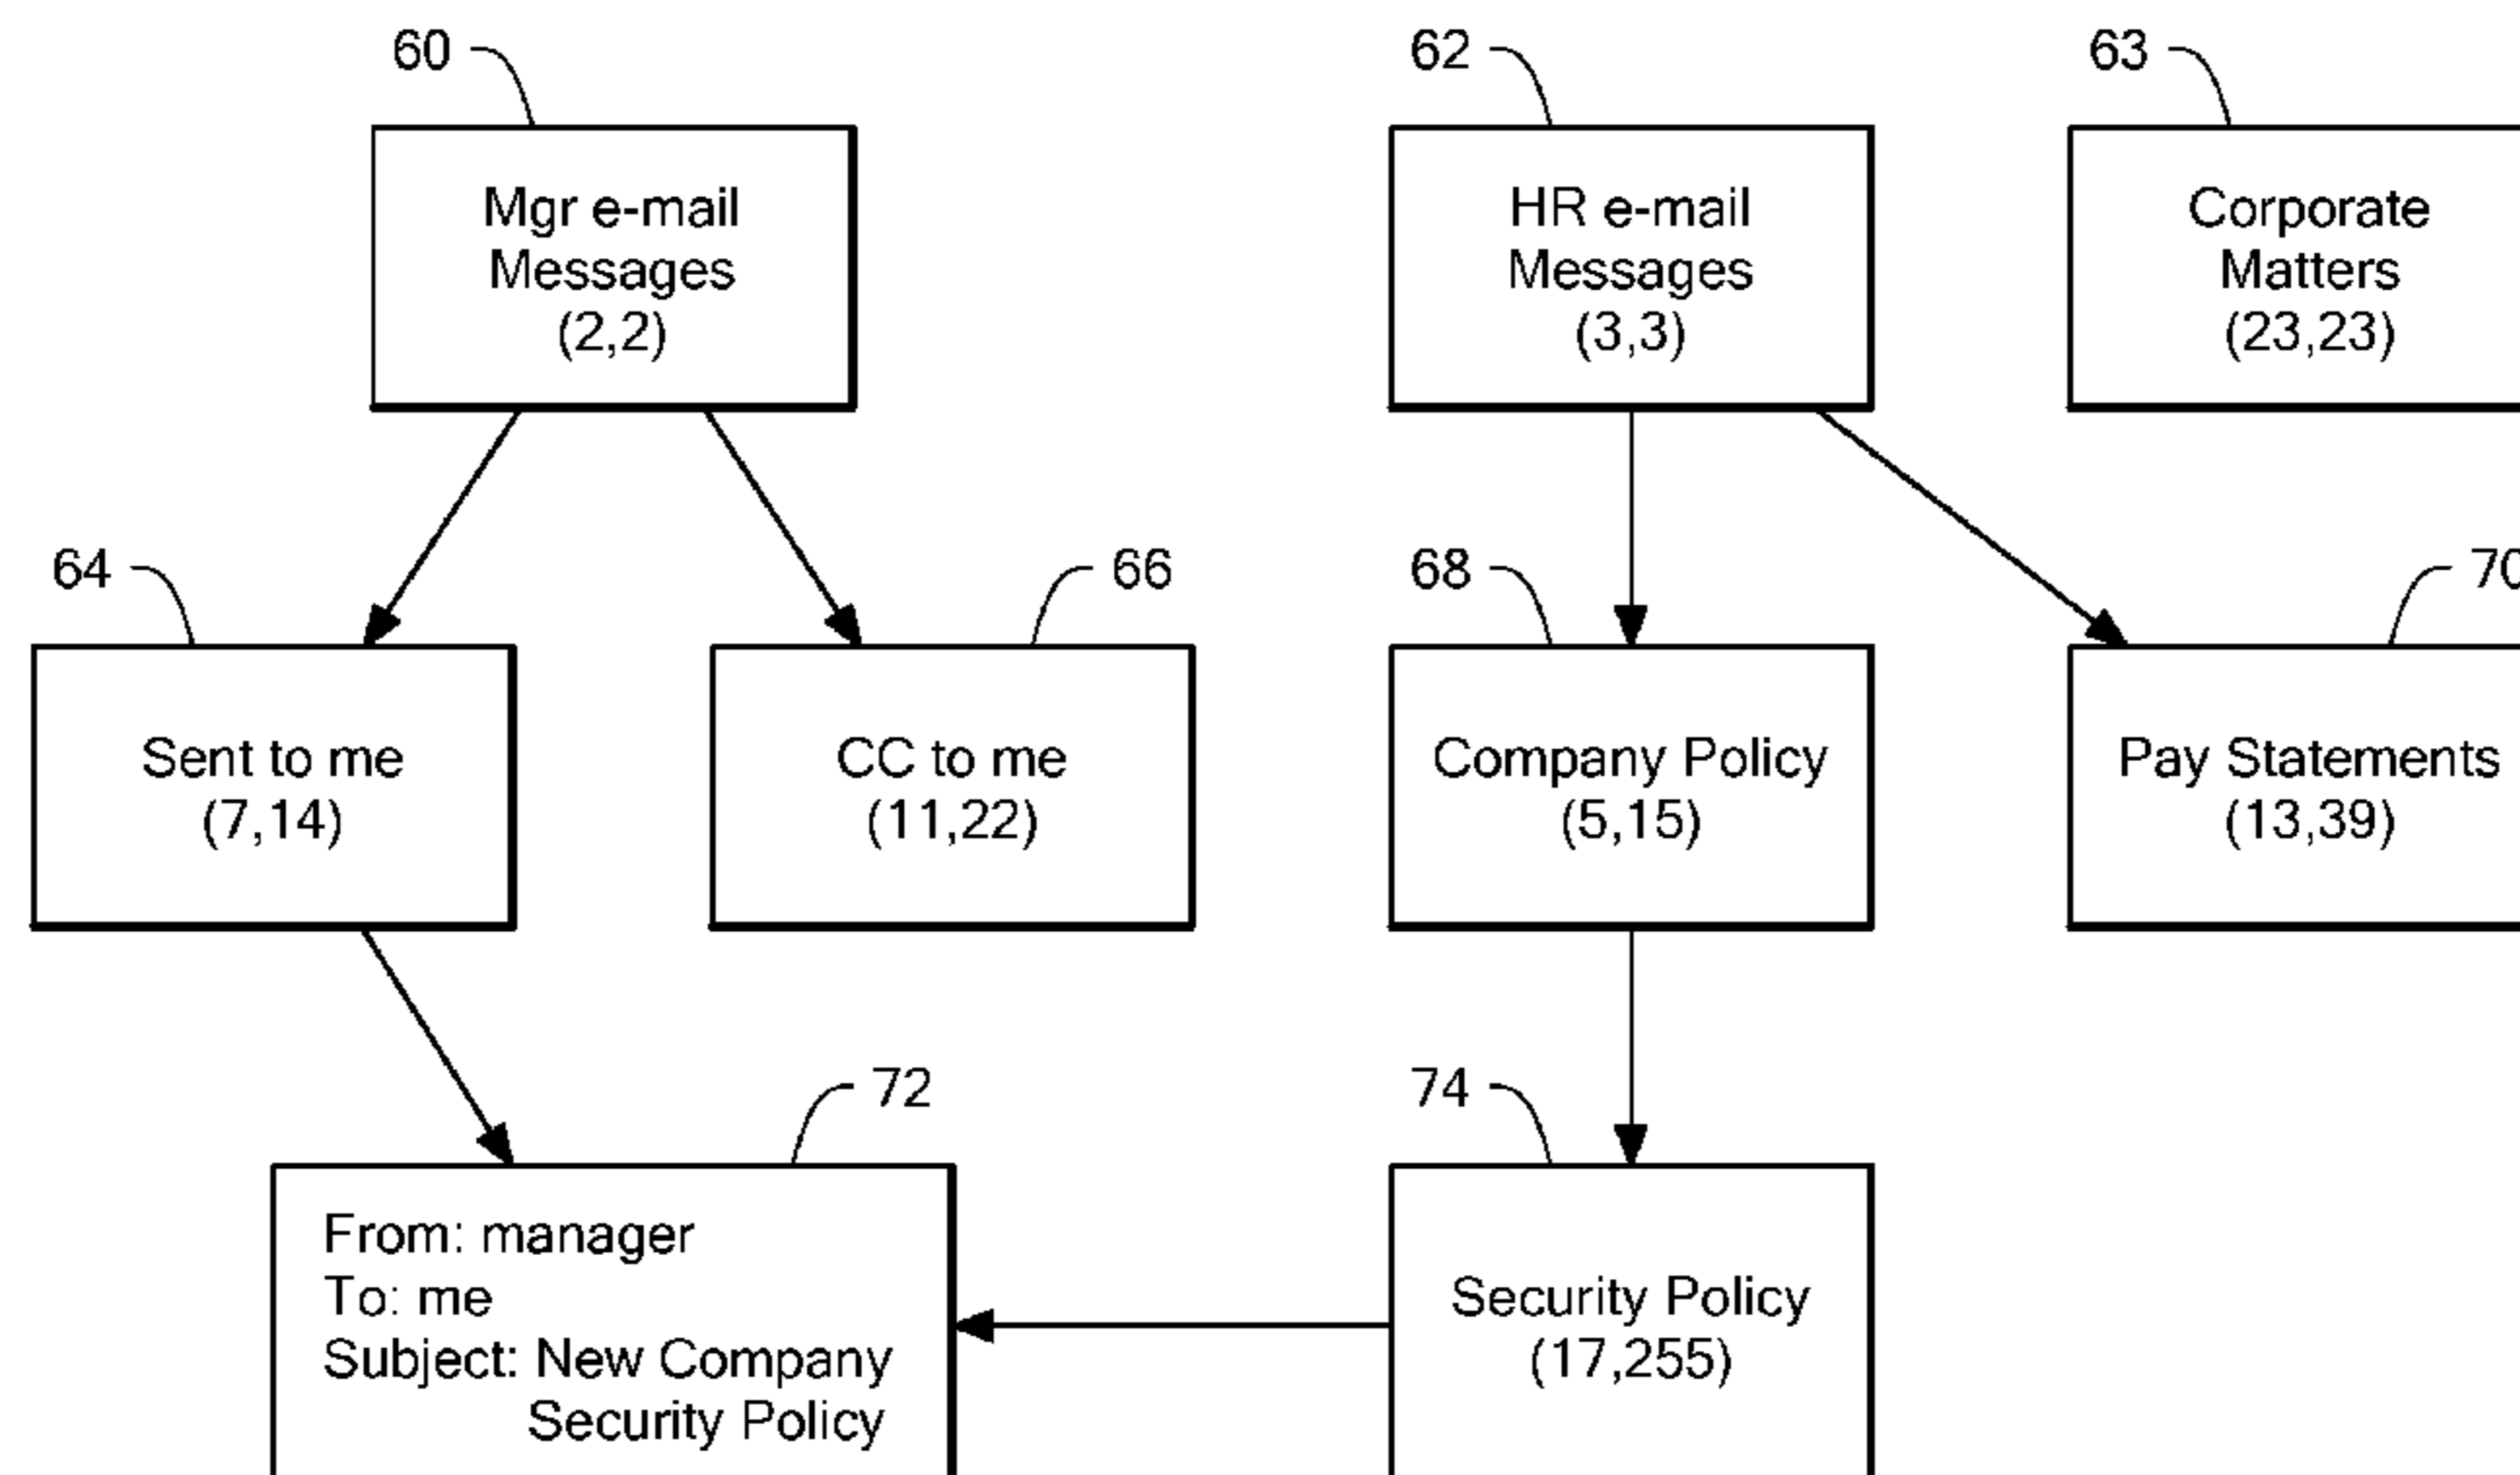 60
62
63
Mgr e-mail
Messages
(2,2)
HR e-mail
Messages
(3,3)
Corporate
Matters
(23,23)
64
66
68
70
Sent to me
(7,14)
CC to me
(11,22)
Company Policy
(5,15)
Pay Statements
(13,39)
72
74
From: manager
To: me
Subject: New Company
Security Policy
Security Policy
(17,255)